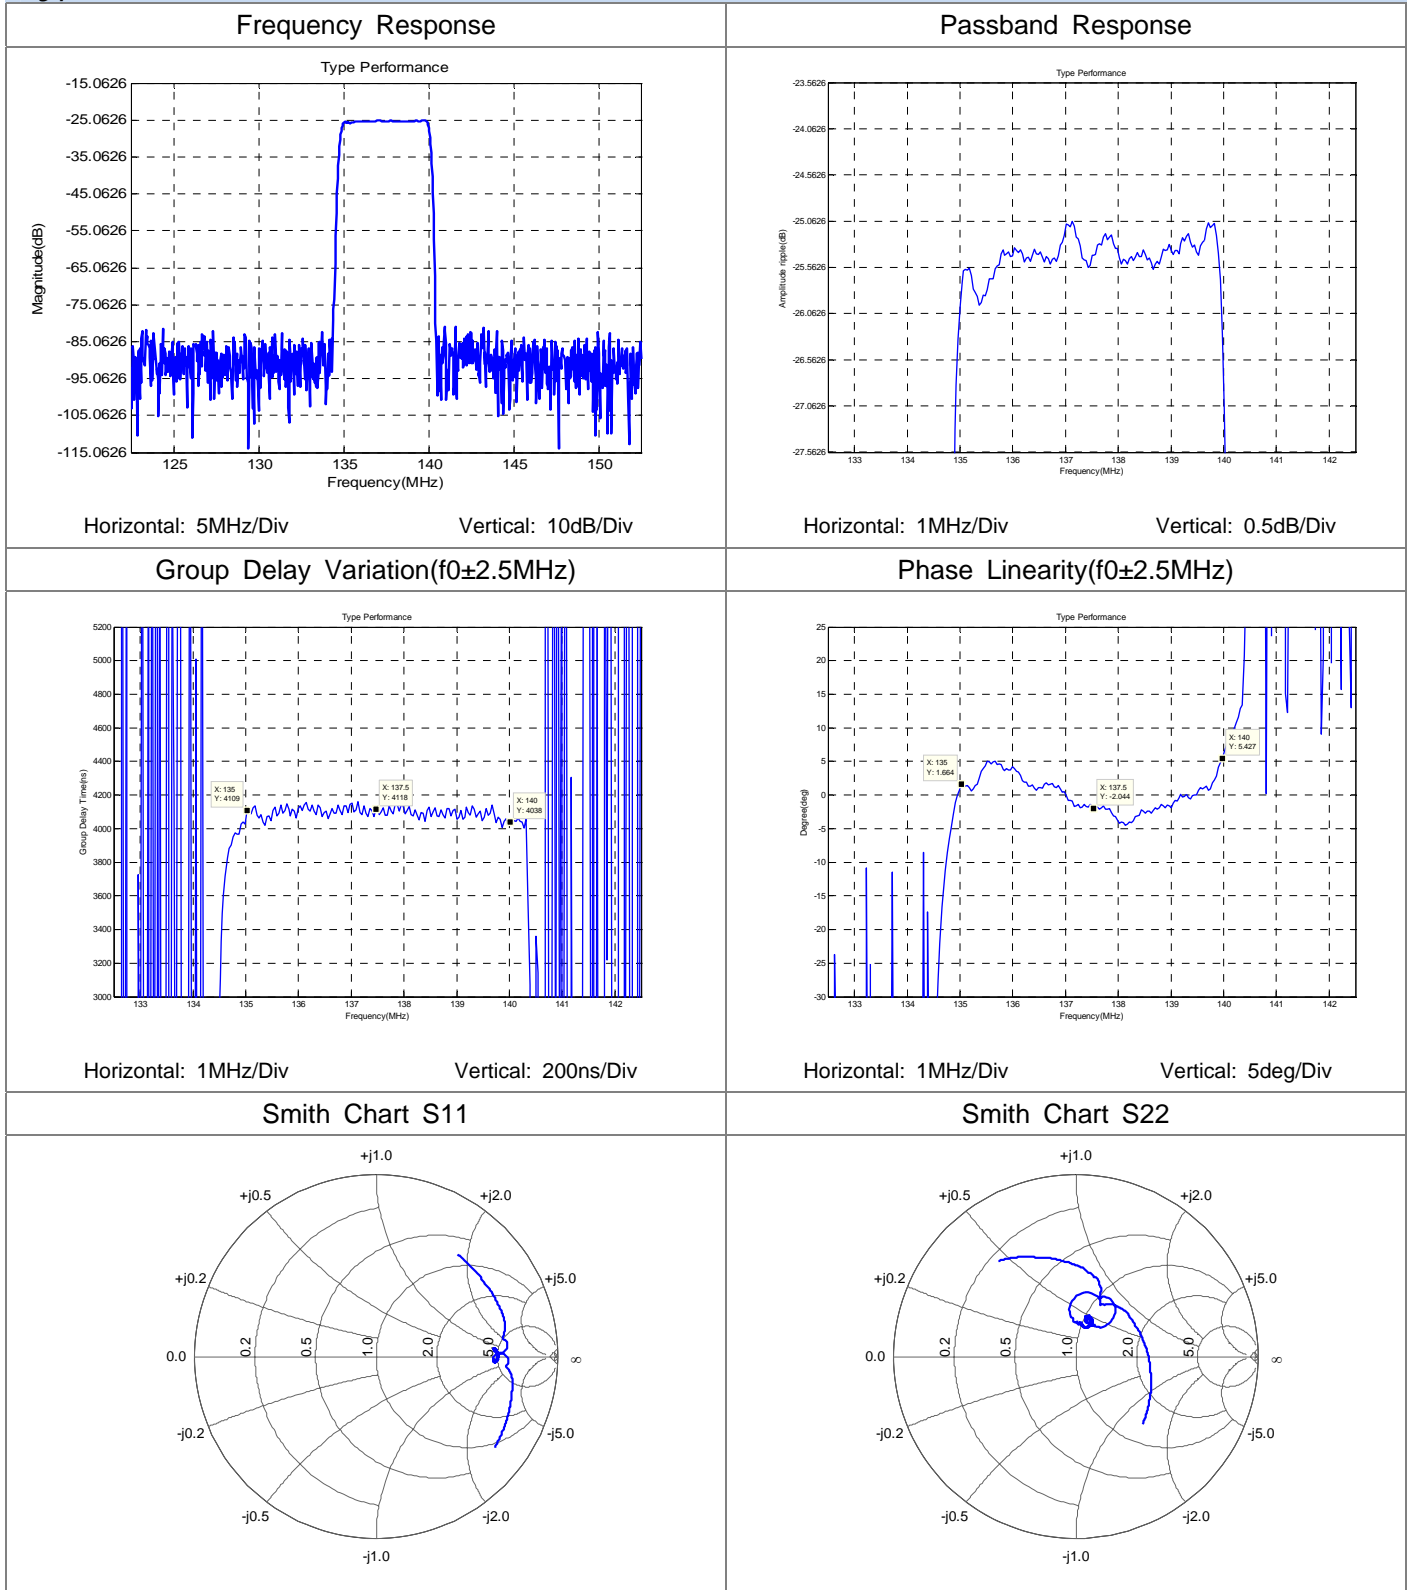 Frequency Response
Passband Response
Type Performance
-15.0626
-25.0626
-35.0626
-45.0626
-55.0626
-65.0626
-75.0626
-85.0626
-95.0626
-105.0626
-115.0626
Magnitude(dB)
125 130 135 140 145 150
Frequency(MHz)
Horizontal: 5MHz/Div Vertical: 10dB/Div
Type Performance
-23.5626
-24.0626
-24.5626
-25.0626
-25.5626
-26.0626
-26.5626
-27.0626
-27.5626
Amplitude ripple(dB)
133 134 135 136 137 138 139 140 141 142
Frequency(MHz)
Horizontal: 1MHz/Div Vertical: 0.5dB/Div
Group Delay Variation(f0±2.5MHz)
Phase Linearity(f0±2.5MHz)
Type Performance
5200
5000
4800
4600
4400
4200
4000
3800
3600
3400
3200
3000
Group Delay Time(ns)
X: 135
Y: 4109
X: 137.5
Y: 4118
X: 140
Y: 4038
133 134 135 136 137 138 139 140 141 142
Frequency(MHz)
Horizontal: 1MHz/Div Vertical: 200ns/Div
Type Performance
25
20
15
10
5
0
-5
-10
-15
-20
-25
-30
Degree(deg)
X: 135
Y: 1.664
X: 137.5
Y: -2.044
X: 140
Y: 5.427
133 134 135 136 137 138 139 140 141 142
Frequency(MHz)
Horizontal: 1MHz/Div Vertical: 5deg/Div
Smith Chart S11
Smith Chart S22
+j1.0
+j0.5
+j2.0
+j0.2
+j5.0
0.0
0.2
0.5
1.0
2.0
5.0
∞
-j0.2
-j5.0
-j0.5
-j2.0
-j1.0
+j1.0
+j0.5
+j2.0
+j0.2
+j5.0
0.0
0.2
0.5
1.0
2.0
5.0
∞
-j0.2
-j5.0
-j0.5
-j2.0
-j1.0